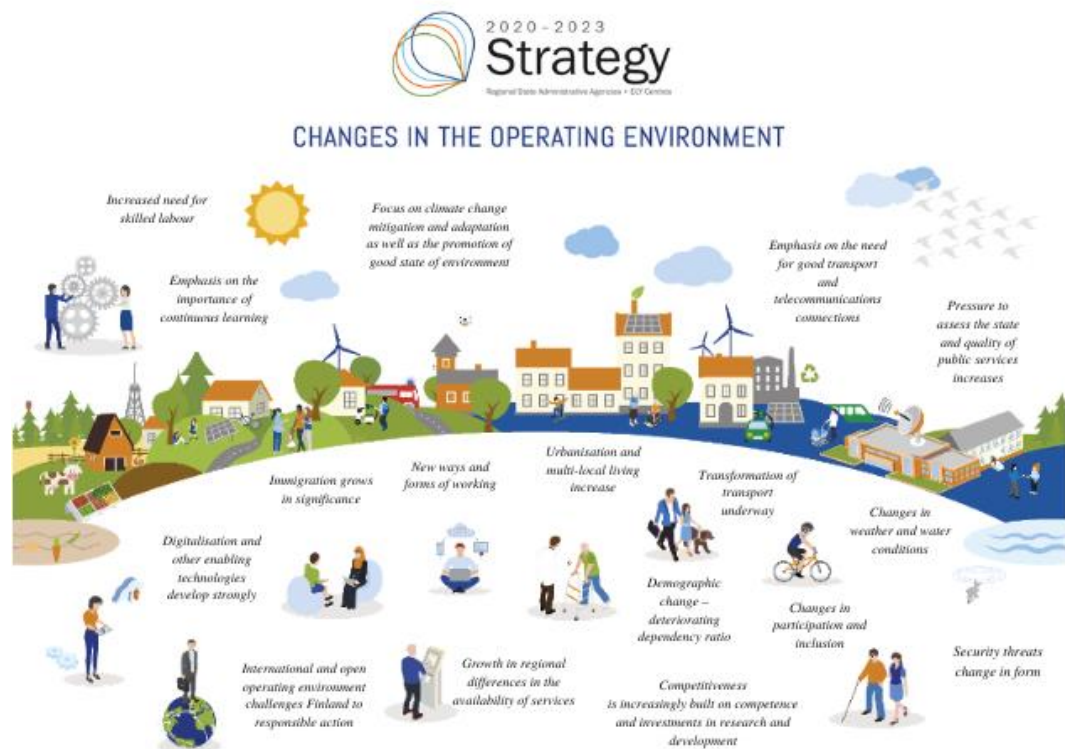 2020-2023
Strategy
Regional State Administrative Agencies • ELY Centres
CHANGES IN THE OPERATING ENVIRONMENT
Increased need for
skilled labour
Focus on climate change
mitigation and adaptation
as well as the promotion of
good state of environment
Emphasis on the need
for good transport
and
telecommunications
connections
Emphasis on the
importance of
continuous learning
Pressure to
assess the state
and quality of
public services
increases
Immigration grows
in significance
New ways and
forms of working
Urbanisation and
multi-local living
increase
Transformation of
transport
underway
Changes in
weather and water
conditions
Digitalisation and
other enabling
technologies
develop strongly
Demographic
change –
deteriorating
dependency ratio
Changes in
participation and
inclusion
International and open
operating environment
challenges Finland to
responsible action
Growth in regional
differences in the
availability of services
Competitiveness
is increasingly built on competence
and investments in research and
development
Security threats
change in form